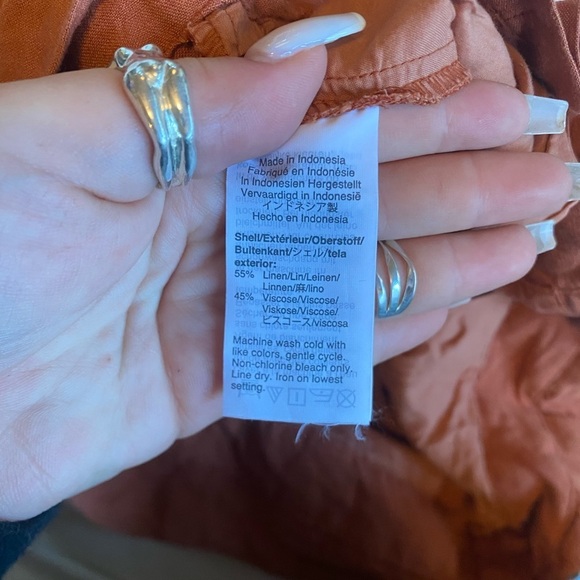 Made in Indonesia
Fabriqué en Indonésie
In Indonesien Hergestellt
Vervaardigd in Indonesië
インドネシア製
Hecho en Indonesia
Shell/Extérieur/Oberstoff/
Buitenkant/シェル/tela
exterior:
55% Linen/Lin/Leinen/
Linnen/麻/lino
45% Viscose/Viscose/
Viskose/Viscose/
ビスコース/viscosa
Machine wash cold with
like colors, gentle cycle.
Non-chlorine bleach only.
Line dry. Iron on lowest
setting.